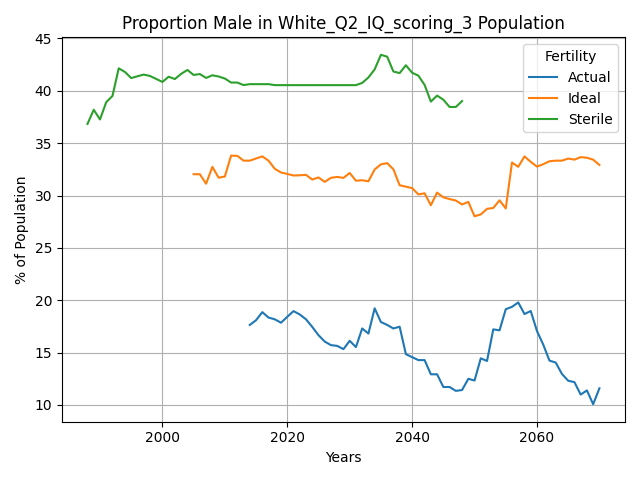 Proportion Male in White_Q2_IQ_scoring_3 Population
45
40
35
30
25
20
15
10
% of Population
Fertility
Actual
Ideal
Sterile
2000
2020
2040
2060
Years